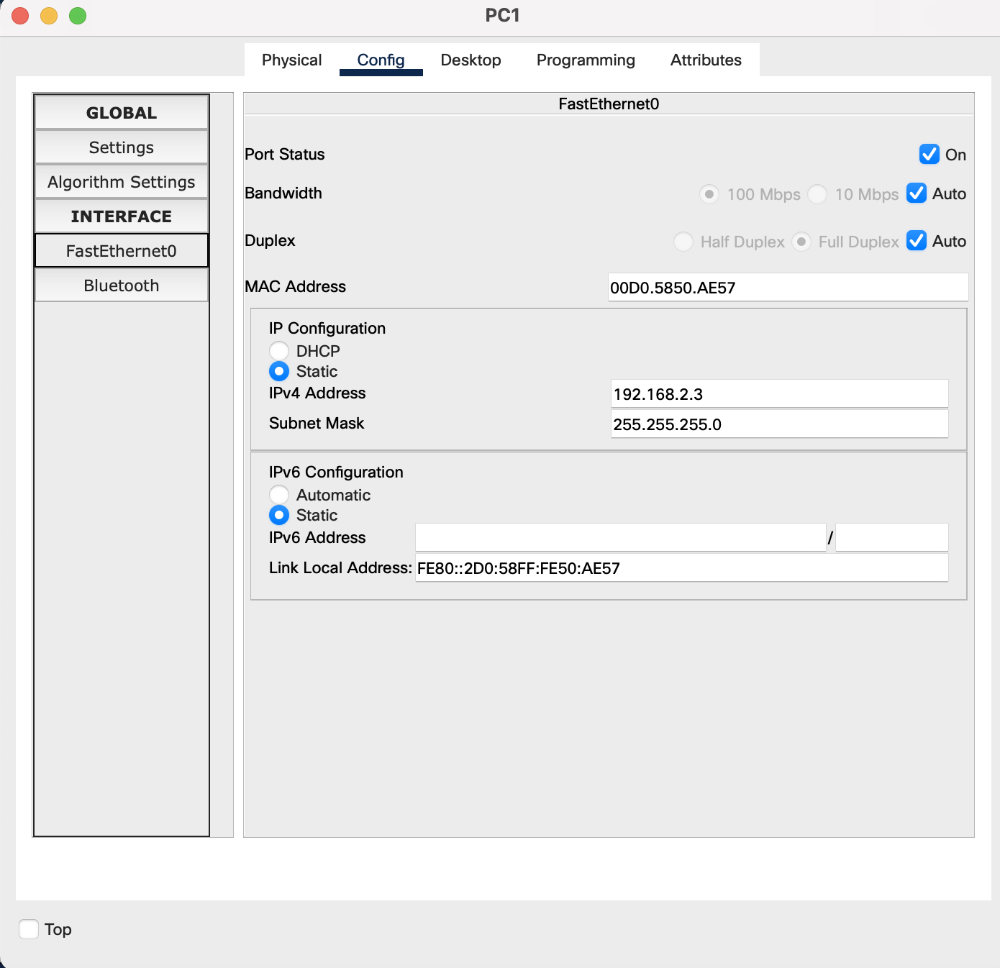 PC1
Physical Config Desktop Programming Attributes
GLOBAL
Settings
Algorithm Settings
INTERFACE
FastEthernet0
Bluetooth
FastEthernet0
Port Status On
Bandwidth 100 Mbps 10 Mbps Auto
Duplex Half Duplex Full Duplex Auto
MAC Address 00D0.5850.AE57
IP Configuration
DHCP
Static
IPv4 Address 192.168.2.3
Subnet Mask 255.255.255.0
IPv6 Configuration
Automatic
Static
IPv6 Address /
Link Local Address: FE80::2D0:58FF:FE50:AE57
Top